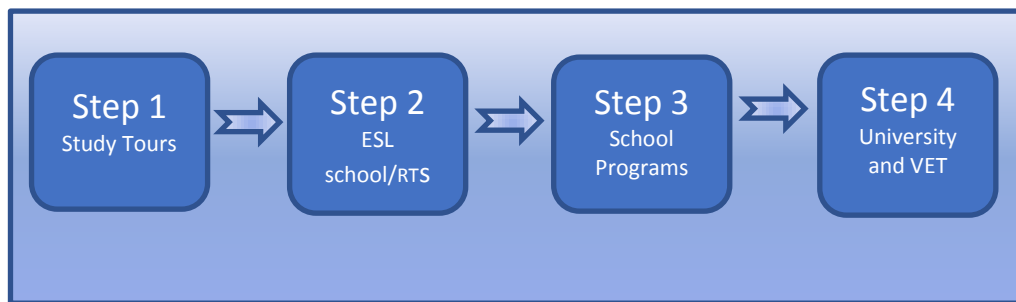 Step 1
Study Tours
Step 2
ESL
school/RTS
Step 3
School
Programs
Step 4
University
and VET